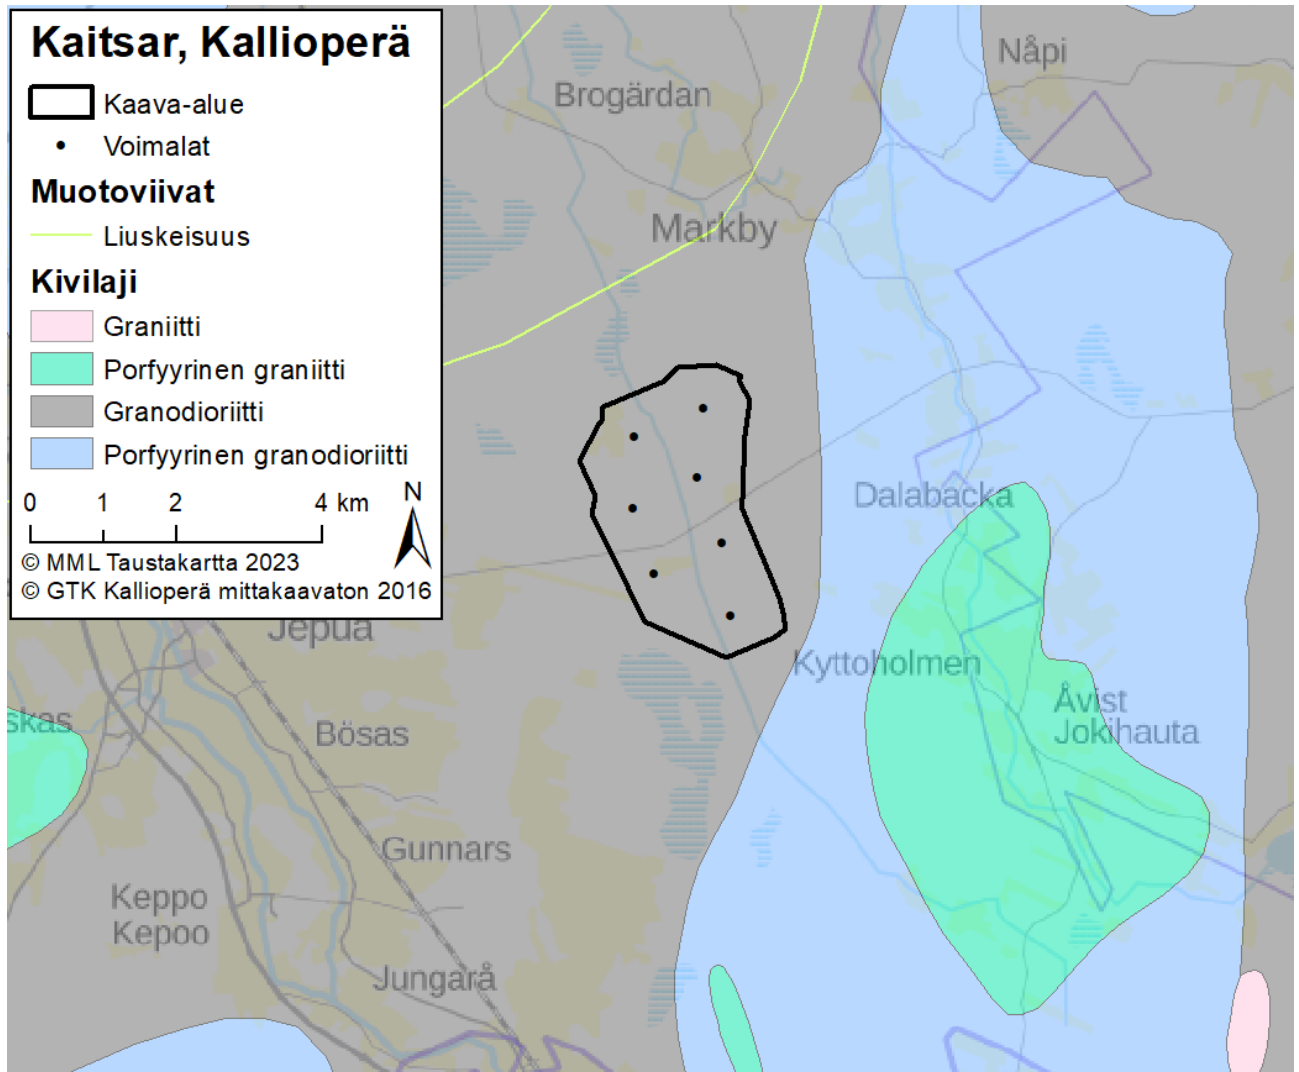 Kaitsar, Kallioperä
Kaava-alue
Voimalat
Muotoviivat
Liuskeisuus
Kivilaji
Graniitti
Porfyyrinen graniitti
Granodioriitti
Porfyyrinen granodioriitti
0 1 2 4 km N
© MML Taustakartta 2023
© GTK Kallioperä mittakaavaton 2016
Nåpi
Brogärdan
Markby
Dalabacka
Jepua
Kyttoholmen
skas
Åvist
Jokihauta
Bösas
Gunnars
Keppo
Kepoo
Jungarå